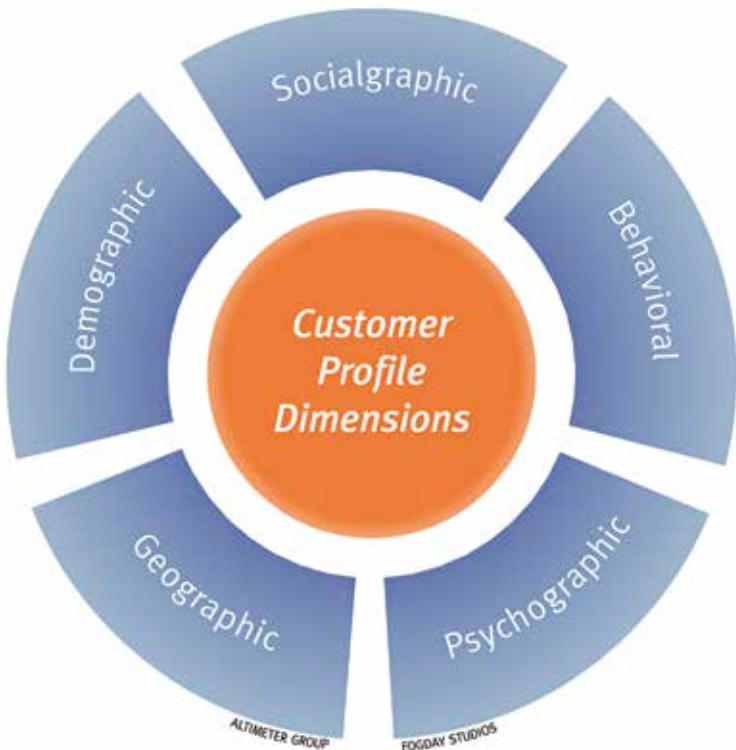 Socialgraphic
Behavioral
Psychographic
Geographic
Demographic
Customer
Profile
Dimensions
ALTIMETER GROUP
FOGDAY STUDIOS